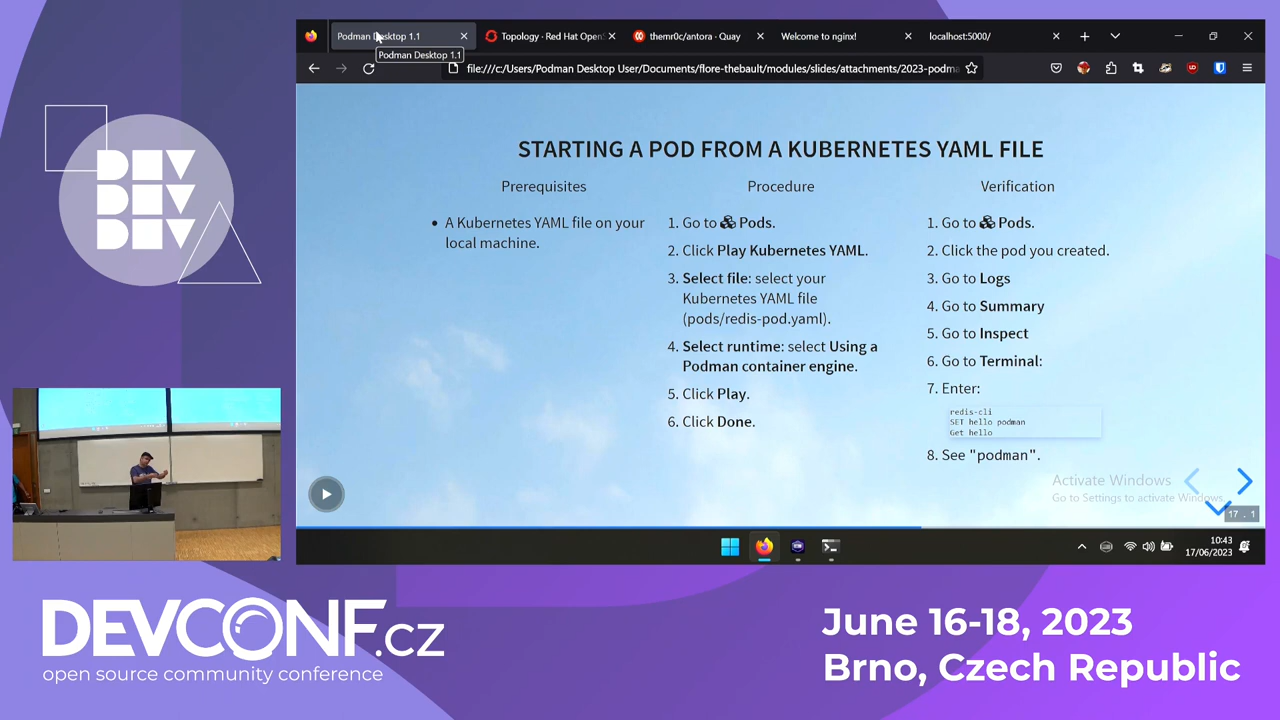 Podman Desktop 1.1
Topology · Red Hat OpenS
themr0c/antora · Quay
Welcome to nginx!
localhost:5000/
Podman Desktop 1.1
file:///c:/Users/Podman Desktop User/Documents/flore-thebault/modules/slides/attachments/2023-podma
STARTING A POD FROM A KUBERNETES YAML FILE
Prerequisites
• A Kubernetes YAML file on your
local machine.
Procedure
1. Go to Pods.
2. Click Play Kubernetes YAML.
3. Select file: select your
Kubernetes YAML file
(pods/redis-pod.yaml).
4. Select runtime: select Using a
Podman container engine.
5. Click Play.
6. Click Done.
Verification
1. Go to Pods.
2. Click the pod you created.
3. Go to Logs
4. Go to Summary
5. Go to Inspect
6. Go to Terminal:
7. Enter:
redis-cli
SET hello podman
Get hello
8. See "podman".
Activate Windows
Go to Settings to activate Windows.
17 . 1
10:43
17/06/2023
DEV
DEV
DEV
DEVCONF.cz
open source community conference
June 16-18, 2023
Brno, Czech Republic